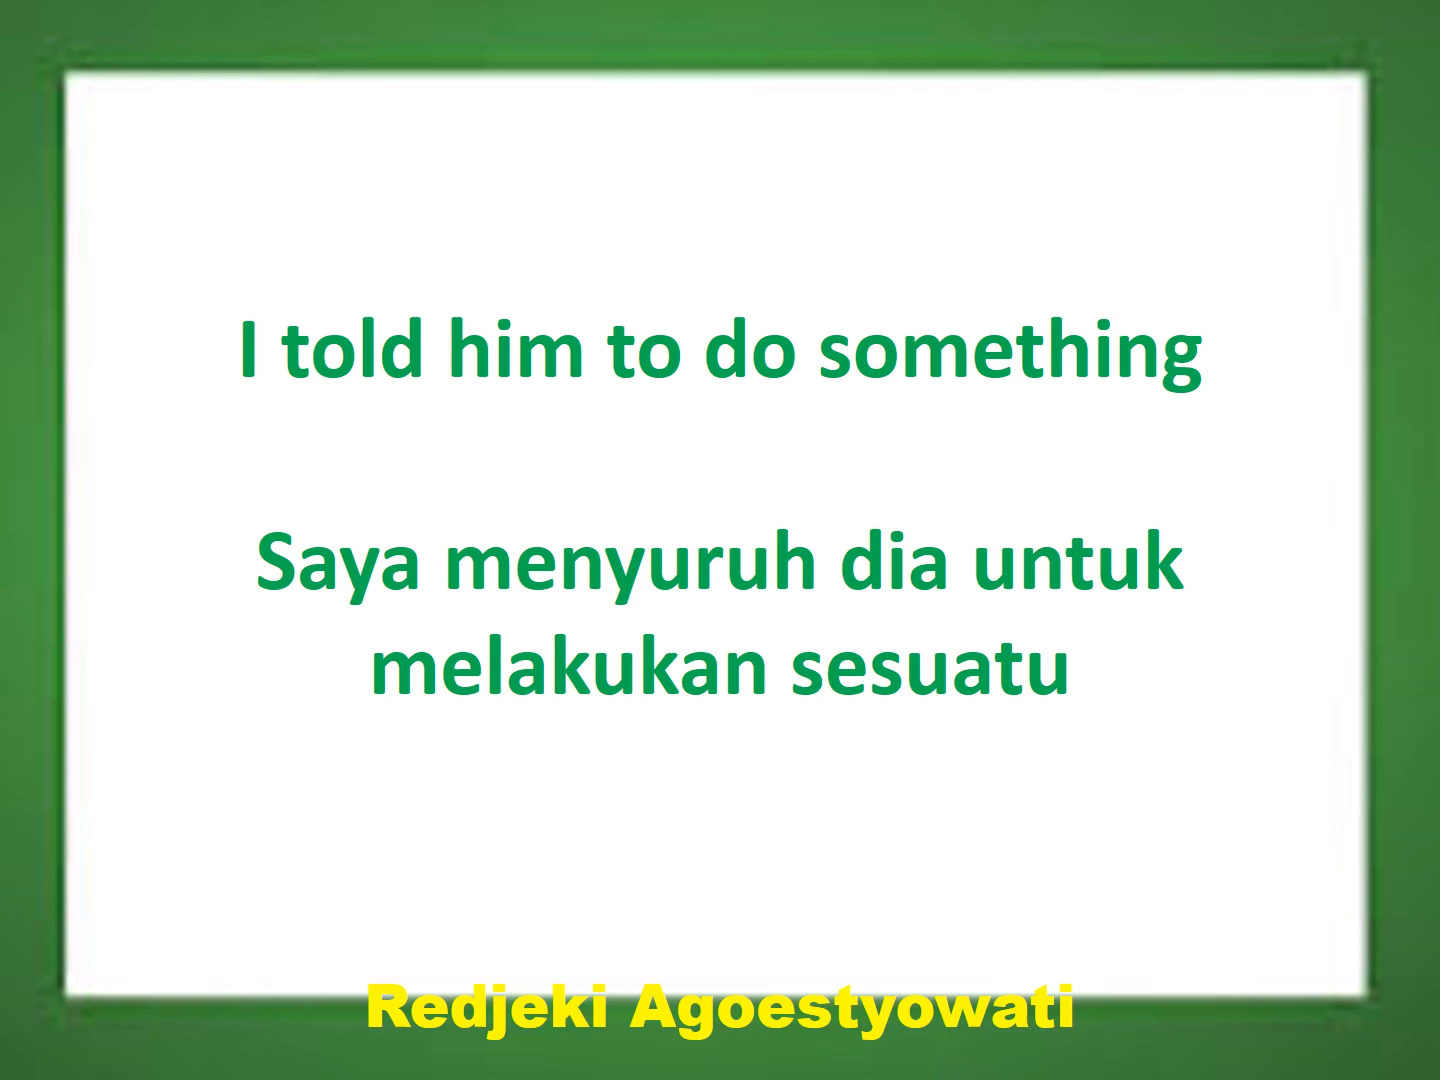 I told him to do something
Saya menyuruh dia untuk
melakukan sesuatu
Redjeki Agoestyowati